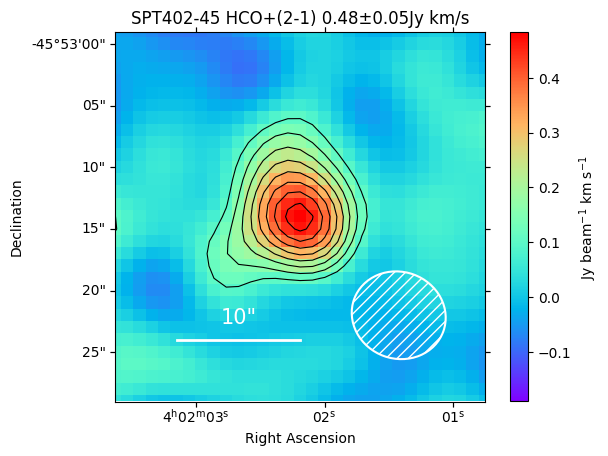 SPT402-45 HCO+(2-1) 0.48±0.05Jy km/s
-45°53'00"
05"
10"
15"
20"
25"
Declination
10"
4ʰ02ᵐ03ˢ
02ˢ
01ˢ
Right Ascension
0.4
0.3
0.2
0.1
0.0
−0.1
Jy beam⁻¹ km s⁻¹